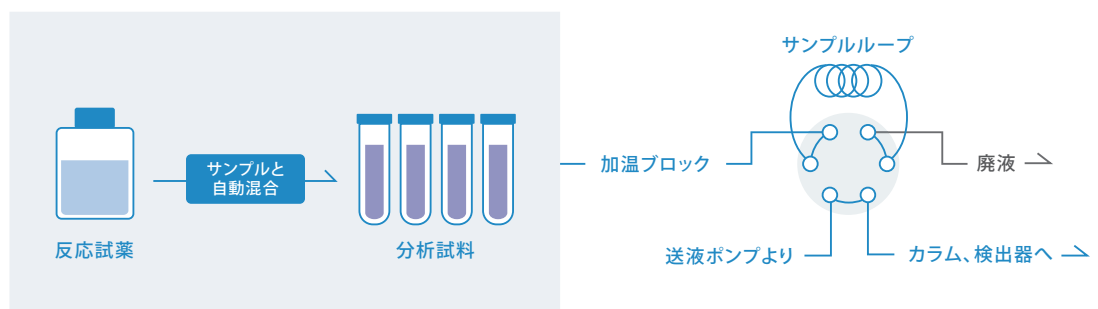 サンプルループ
サンプルと
自動混合
加温ブロック
廃液
反応試薬
分析試料
送液ポンプより
カラム、検出器へ